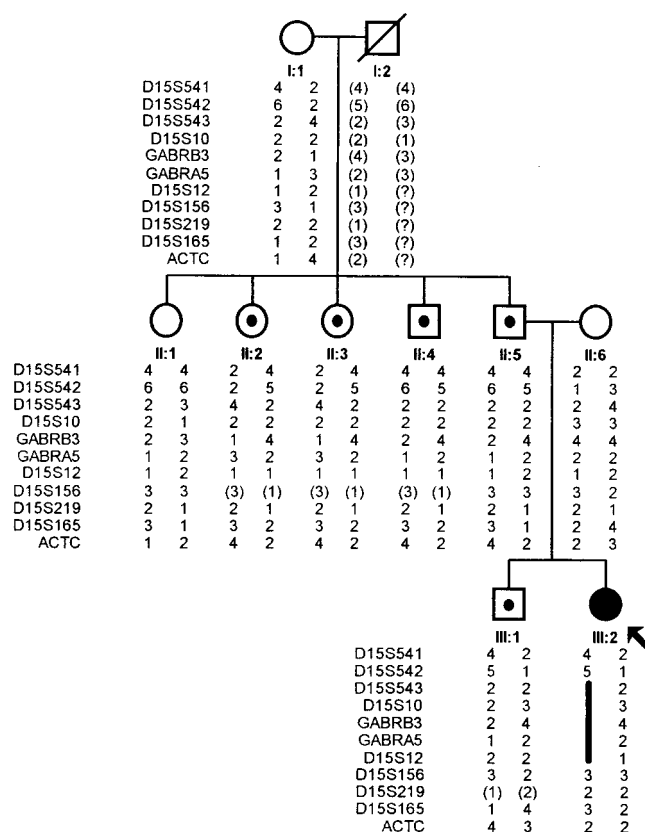 I:1 I:2
D15S541 4 2 (4) (4)
D15S542 6 2 (5) (6)
D15S543 2 4 (2) (3)
D15S10 2 2 (2) (1)
GABRB3 2 1 (4) (3)
GABRA5 1 3 (2) (3)
D15S12 1 2 (1) (?)
D15S156 3 1 (3) (?)
D15S219 2 2 (1) (?)
D15S165 1 2 (3) (?)
ACTC 1 4 (2) (?)
II:1 II:2 II:3 II:4 II:5 II:6
D15S541 4 4 2 4 2 4 4 4 4 4 2 2
D15S542 6 6 2 5 2 5 6 5 6 5 1 3
D15S543 2 3 4 2 4 2 2 2 2 2 2 4
D15S10 2 1 2 2 2 2 2 2 2 2 3 3
GABRB3 2 3 1 4 1 4 2 4 2 4 4 4
GABRA5 1 2 3 2 3 2 1 2 1 2 2 2
D15S12 1 2 1 1 1 1 1 1 1 2 1 2
D15S156 3 3 (3) (1) (3) (1) (3) (1) 3 3 3 2
D15S219 2 1 2 1 2 1 2 1 2 1 2 1
D15S165 3 1 3 2 3 2 3 2 3 1 2 4
ACTC 1 2 4 2 4 2 4 2 4 2 2 3
III:1 III:2
D15S541 4 2 4 2
D15S542 5 1 5 1
D15S543 2 2 2
D15S10 2 3 3
GABRB3 2 4 4
GABRA5 1 2 2
D15S12 2 2 1
D15S156 3 2 3 3
D15S219 (1) (2) 2 2
D15S165 1 4 3 2
ACTC 4 3 2 2